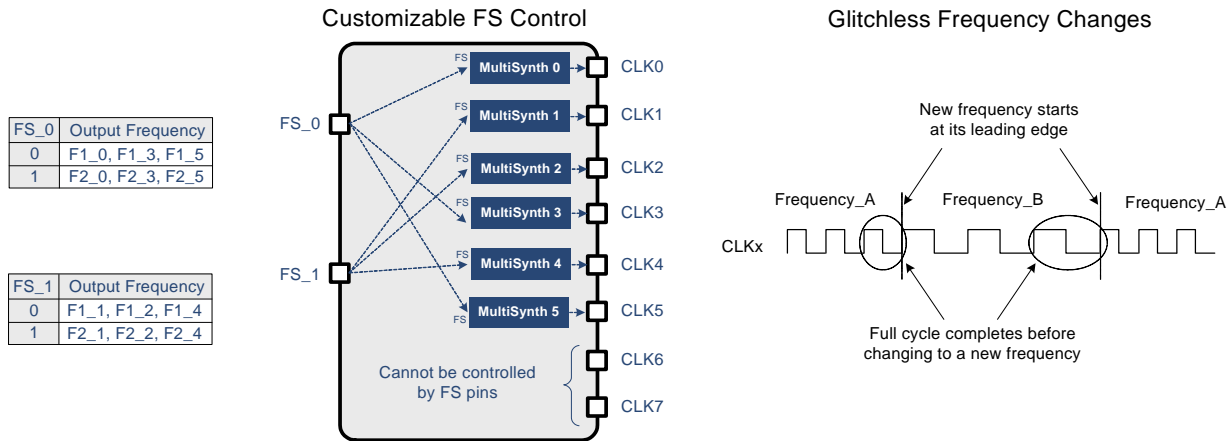 Customizable FS Control
Glitchless Frequency Changes
FS_0 Output Frequency
0 F1_0, F1_3, F1_5
1 F2_0, F2_3, F2_5
FS_1 Output Frequency
0 F1_1, F1_2, F1_4
1 F2_1, F2_2, F2_4
FS_0
FS_1
FS
MultiSynth 0
CLK0
FS
MultiSynth 1
CLK1
FS
MultiSynth 2
CLK2
FS
MultiSynth 3
CLK3
FS
MultiSynth 4
CLK4
FS
MultiSynth 5
CLK5
Cannot be controlled
by FS pins
CLK6
CLK7
New frequency starts
at its leading edge
Frequency_A
Frequency_B
Frequency_A
CLKx
Full cycle completes before
changing to a new frequency